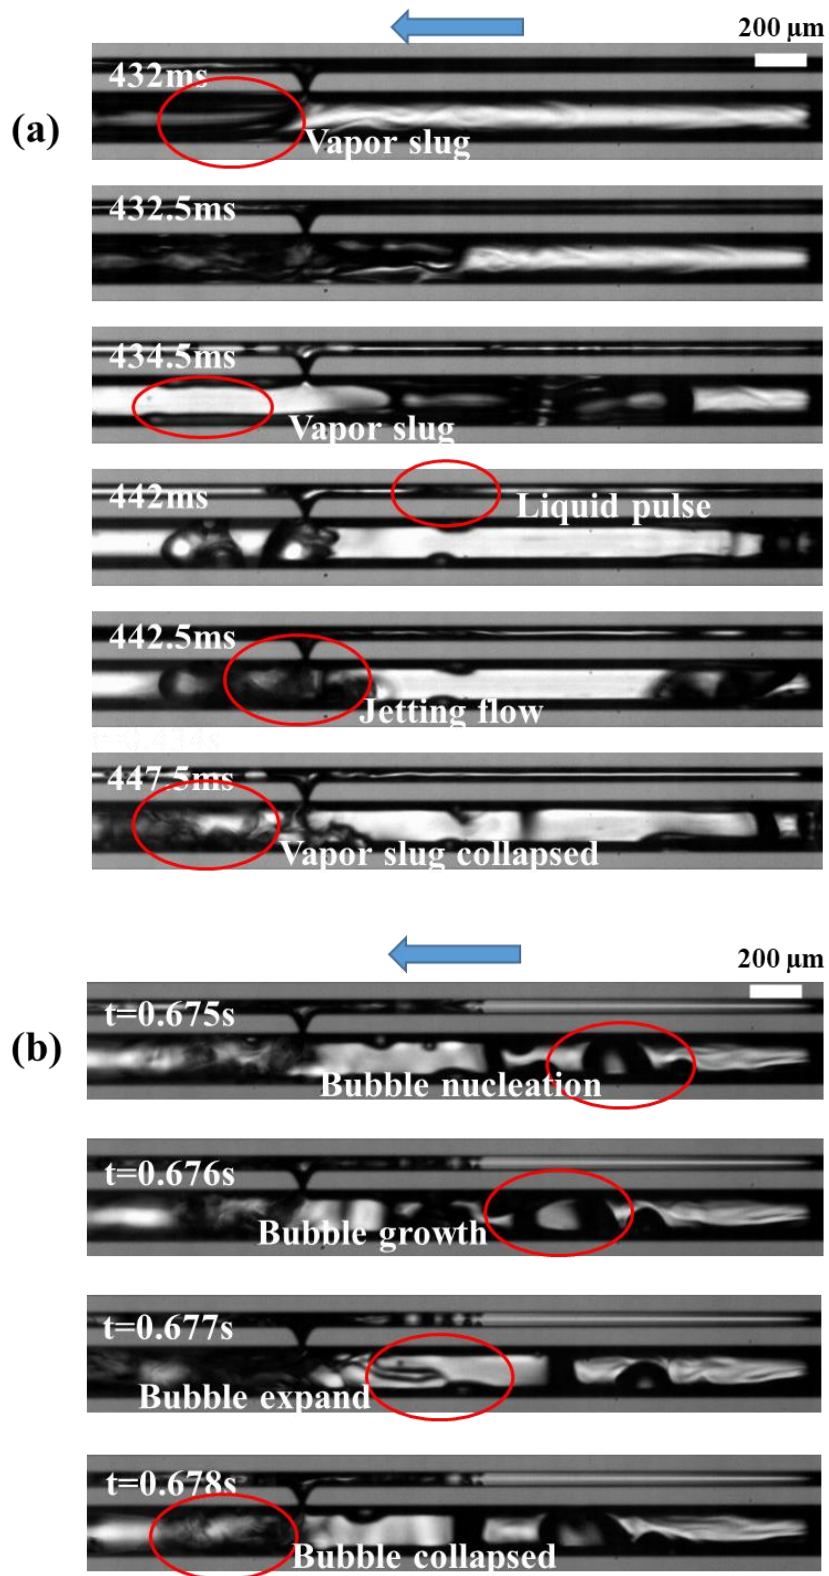 200 μm
432ms
(a)
Vapor slug
432.5ms
434.5ms
Vapor slug
442ms
Liquid pulse
442.5ms
Jetting flow
447.5ms
Vapor slug collapsed
200 μm
t=0.675s
(b)
Bubble nucleation
t=0.676s
Bubble growth
t=0.677s
Bubble expand
t=0.678s
Bubble collapsed